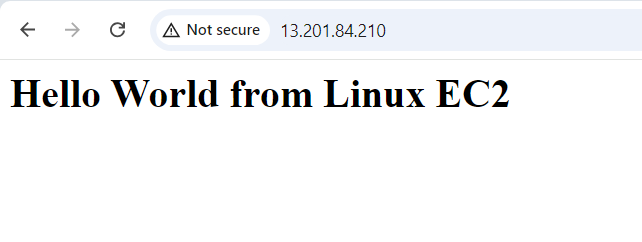 Not secure 13.201.84.210
Hello World from Linux EC2